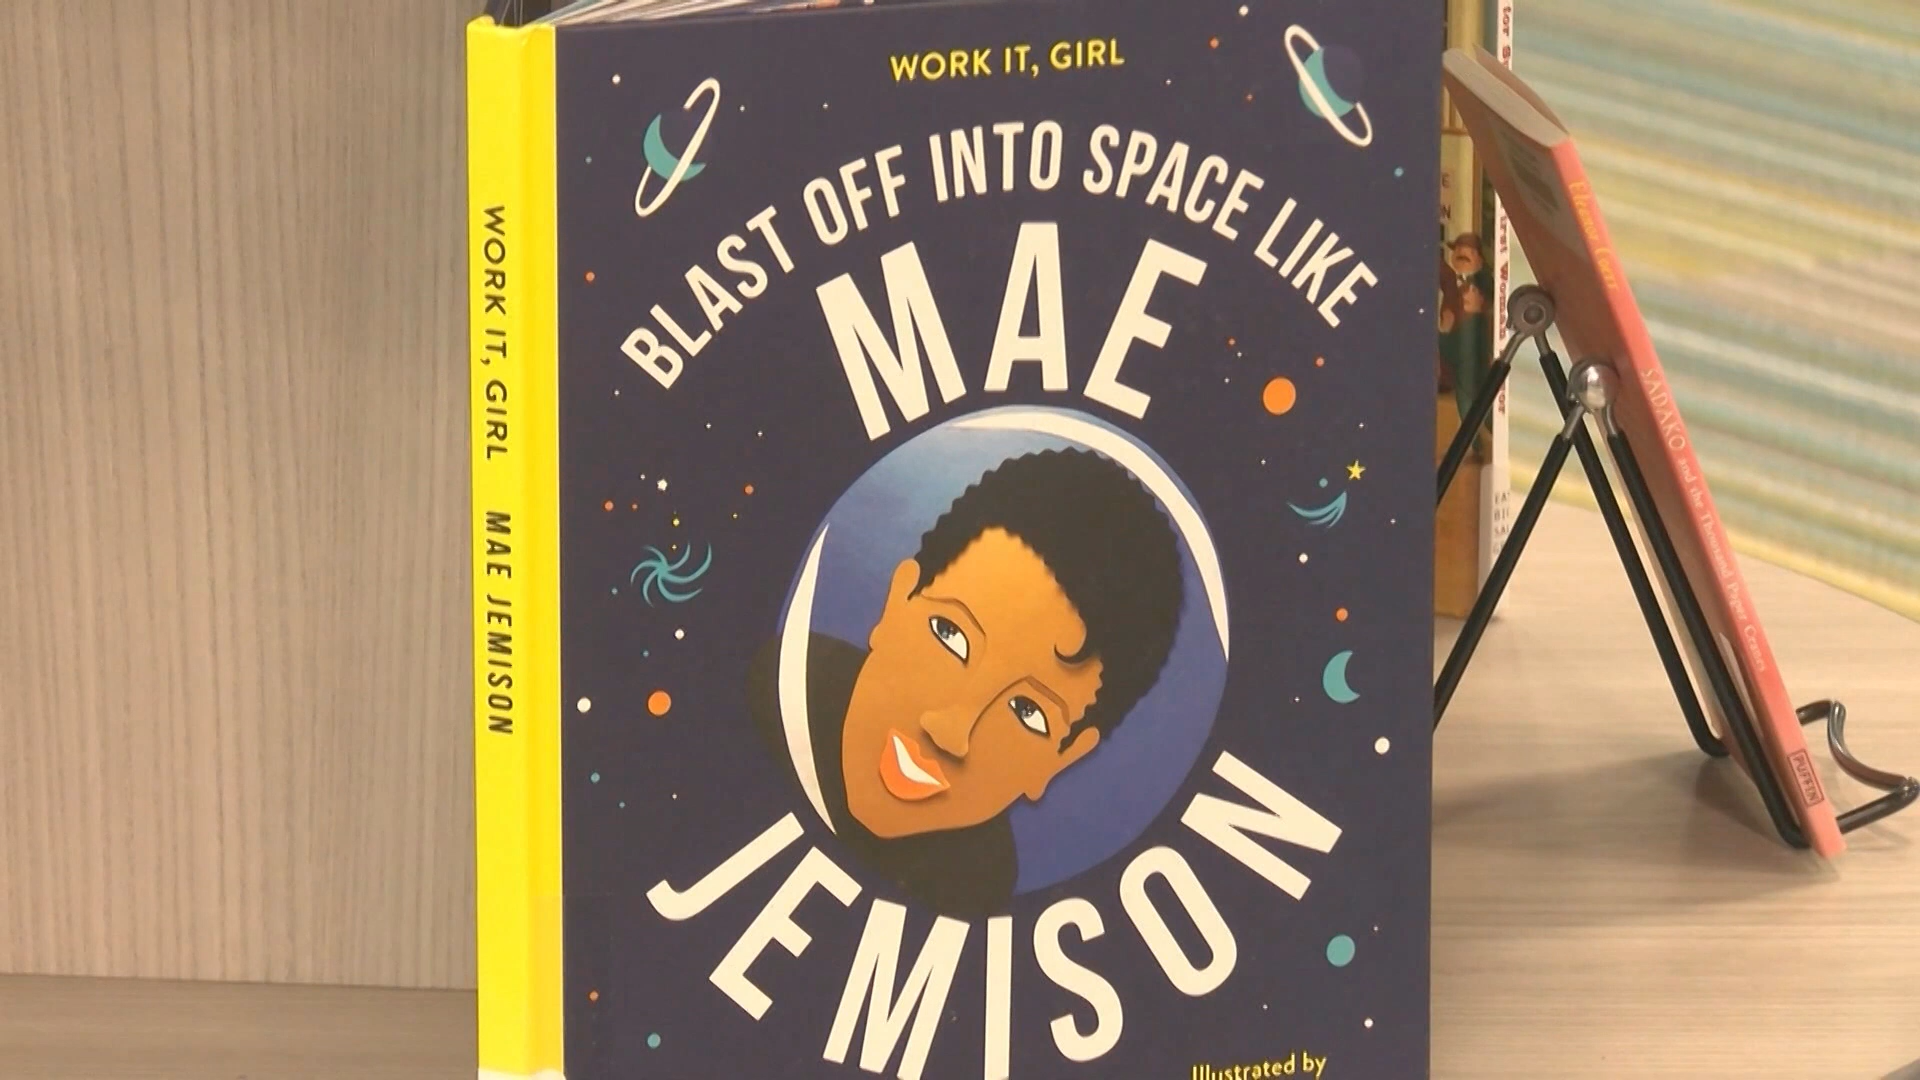 WORK IT, GIRL MAE JEMISON
WORK IT, GIRL
BLAST OFF INTO SPACE LIKE
MAE
JEMISON
Illustrated by
SADAKO and the Thousand Paper Cranes
PUFFIN